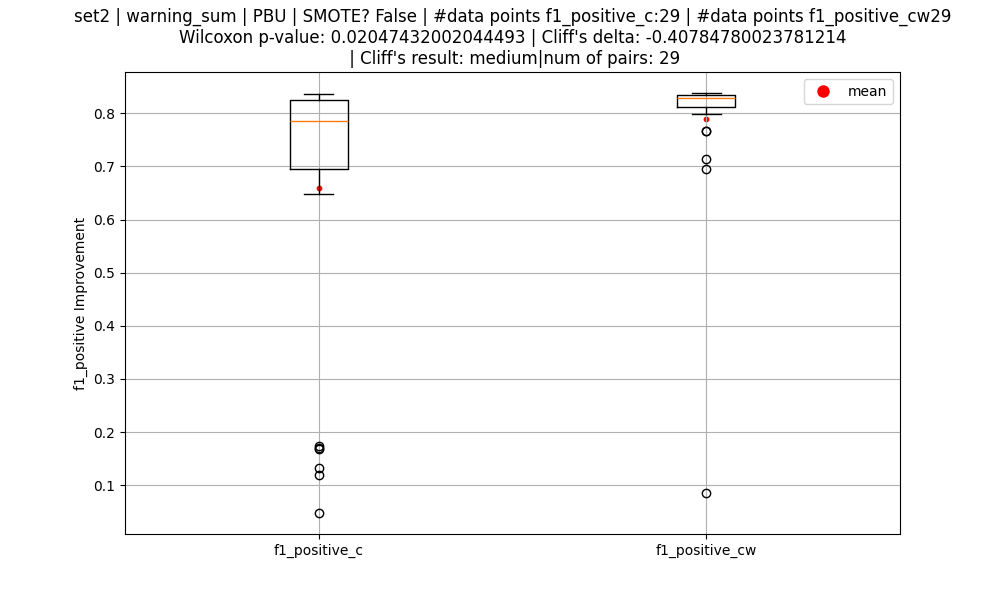 set2 | warning_sum | PBU | SMOTE? False | #data points f1_positive_c:29 | #data points f1_positive_cw29
Wilcoxon p-value: 0.02047432002044493 | Cliff's delta: -0.40784780023781214
| Cliff's result: medium|num of pairs: 29
mean
f1_positive Improvement
0.8
0.7
0.6
0.5
0.4
0.3
0.2
0.1
f1_positive_c
f1_positive_cw